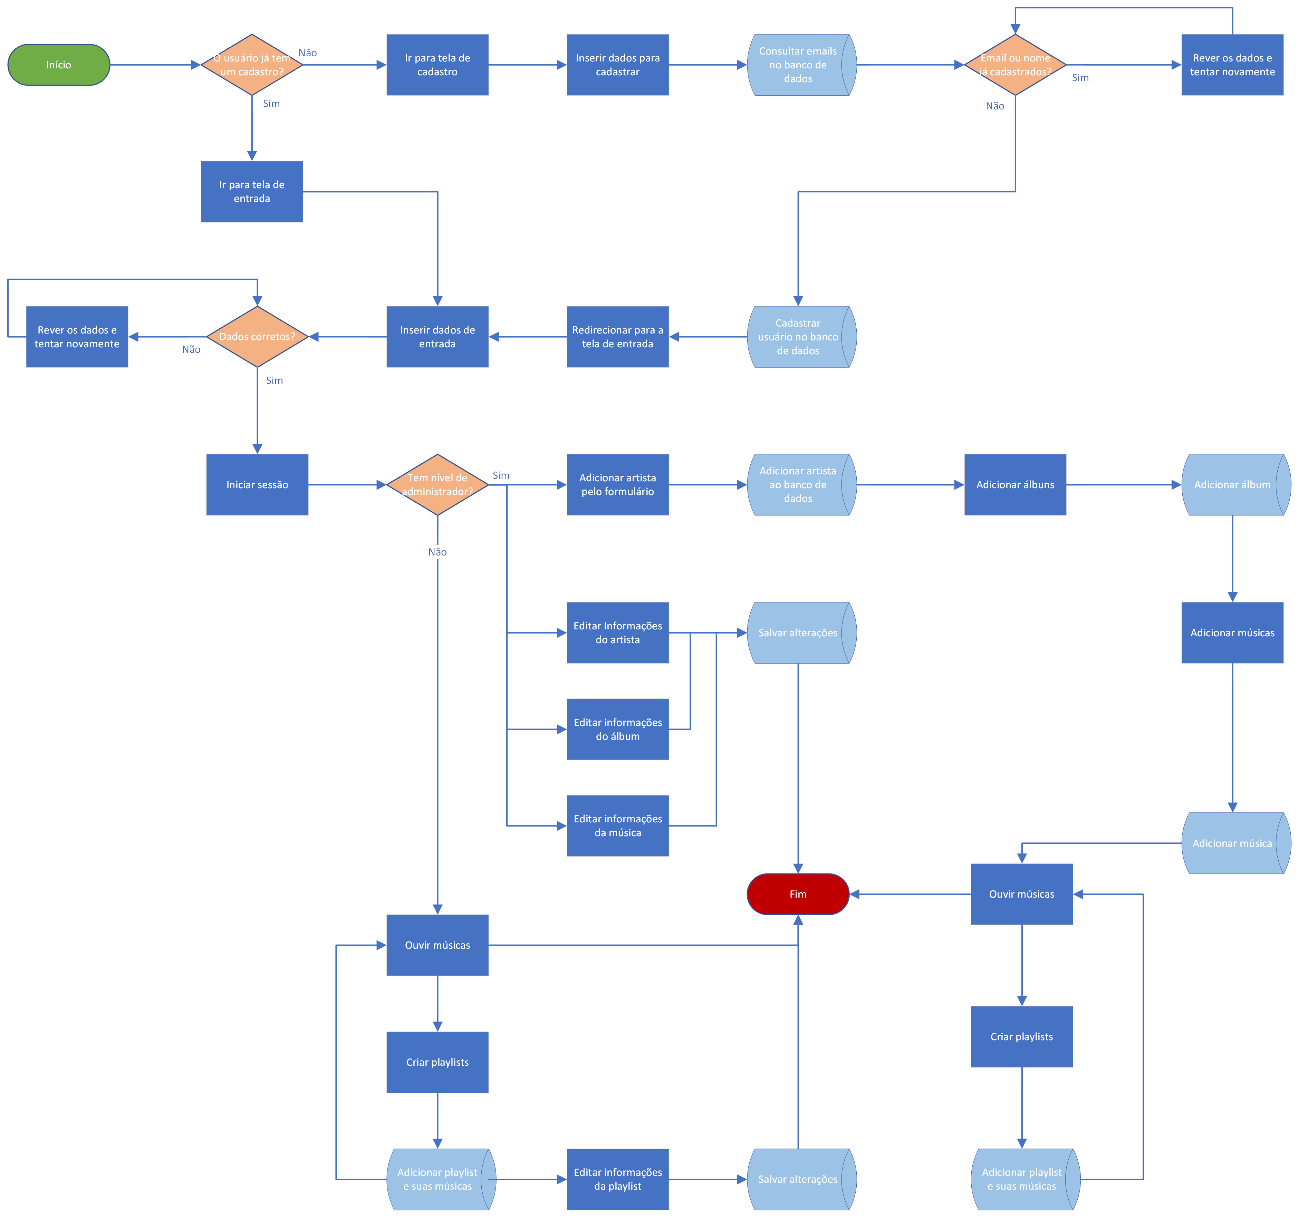 Início
O usuário já tem
um cadastro?
Não
Sim
Ir para tela de
cadastro
Inserir dados para
cadastrar
Consultar emails
no banco de
dados
Email ou nome
já cadastrados?
Sim
Não
Rever os dados e
tentar novamente
Ir para tela de
entrada
Rever os dados e
tentar novamente
Não
Dados corretos?
Sim
Inserir dados de
entrada
Redirecionar para a
tela de entrada
Cadastrar
usuário no banco
de dados
Iniciar sessão
Tem nível de
administrador?
Sim
Não
Adicionar artista
pelo formulário
Adicionar artista
ao banco de
dados
Adicionar álbuns
Adicionar álbum
Editar Informações
do artista
Salvar alterações
Adicionar músicas
Editar informações
do álbum
Editar informações
da música
Adicionar música
Fim
Ouvir músicas
Ouvir músicas
Criar playlists
Criar playlists
Adicionar playlist
e suas músicas
Editar informações
da playlist
Salvar alterações
Adicionar playlist
e suas músicas